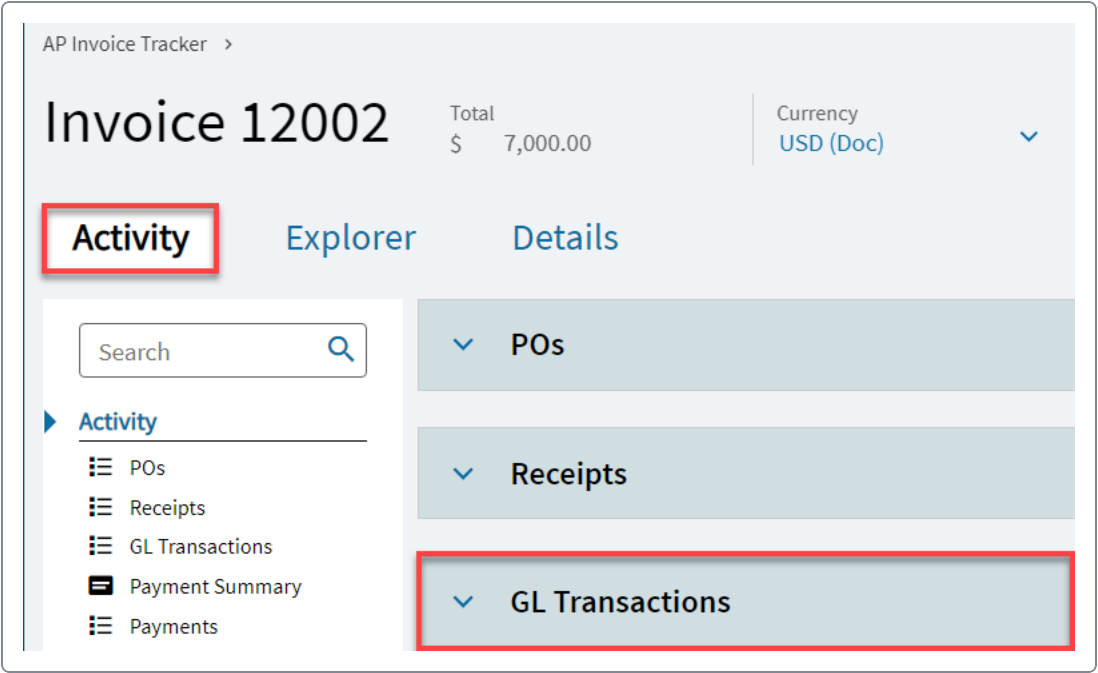 AP Invoice Tracker >
Invoice 12002
Total
$ 7,000.00
Currency
USD (Doc)
Activity Explorer Details
Search
Activity
POs
Receipts
GL Transactions
Payment Summary
Payments
POs
Receipts
GL Transactions